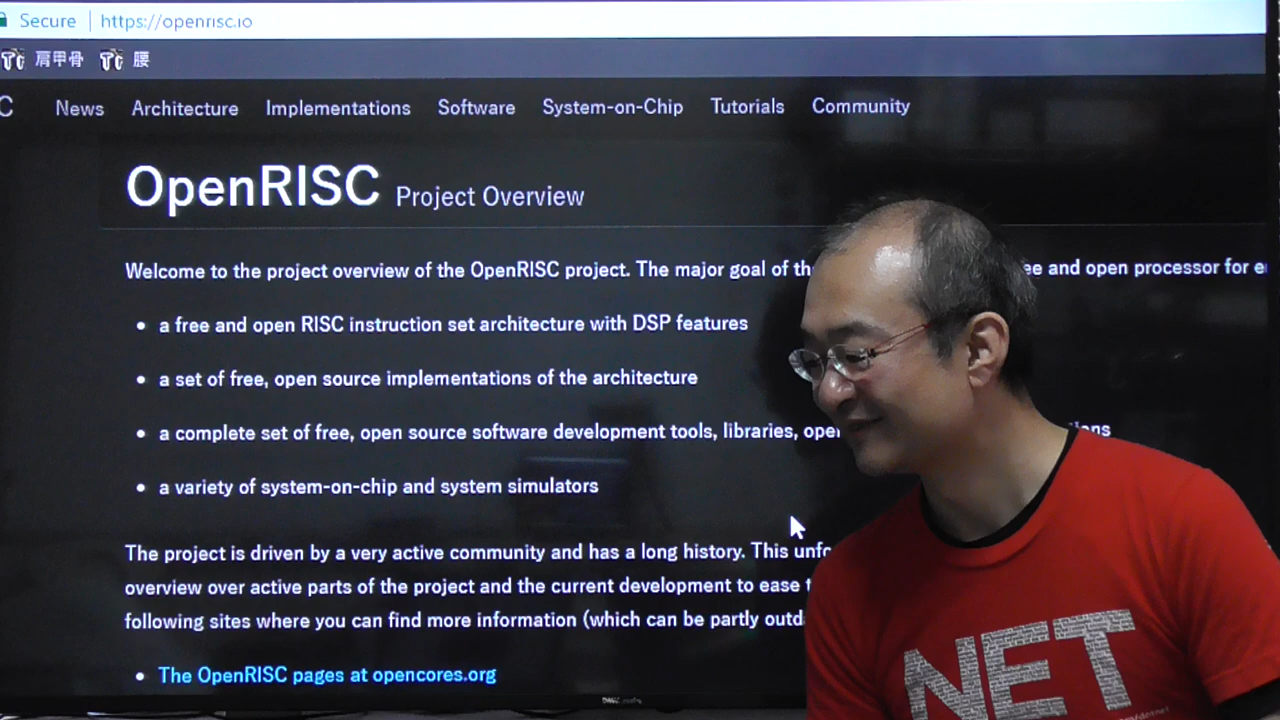 Secure | https://openrisc.io
肩甲骨 腰
C News Architecture Implementations Software System-on-Chip Tutorials Community
OpenRISC Project Overview
Welcome to the project overview of the OpenRISC project. The major goal of th ee and open processor for e
• a free and open RISC instruction set architecture with DSP features
• a set of free, open source implementations of the architecture
• a complete set of free, open source software development tools, libraries, oper ions
• a variety of system-on-chip and system simulators
The project is driven by a very active community and has a long history. This unfo
overview over active parts of the project and the current development to ease t
following sites where you can find more information (which can be partly outda
• The OpenRISC pages at opencores.org
NET